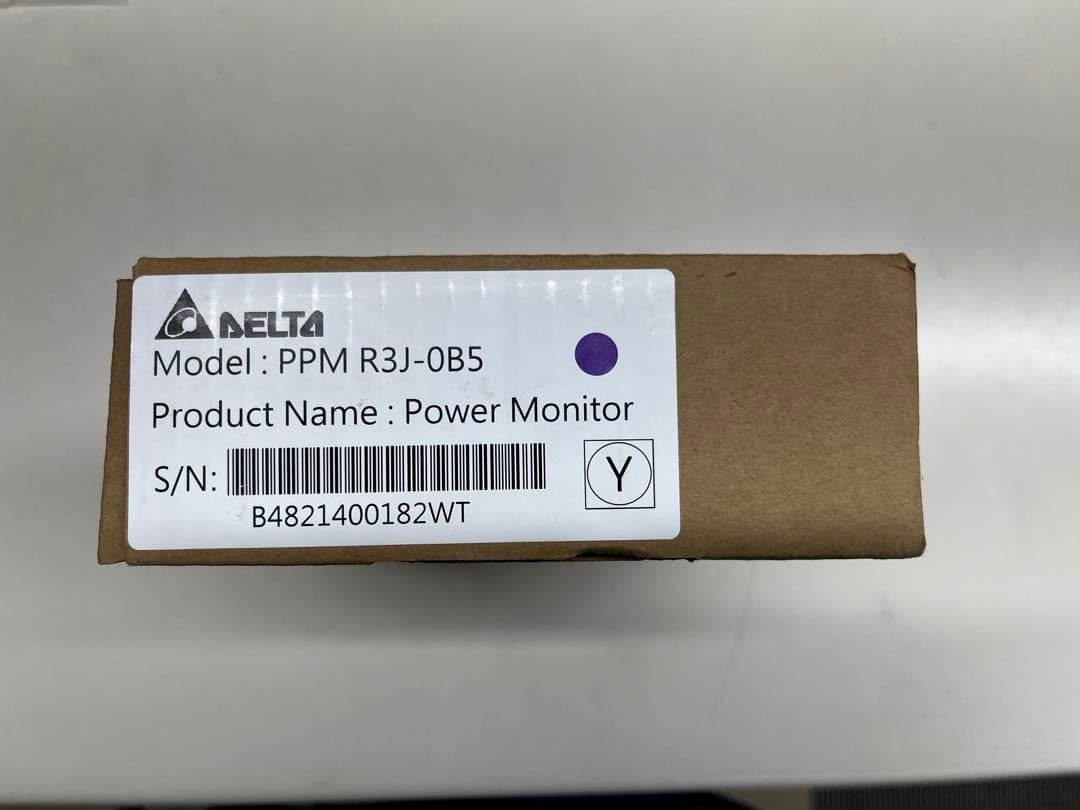 DELTA
Model : PPM R3J-0B5
Product Name : Power Monitor
S/N:
B4821400182WT
Y